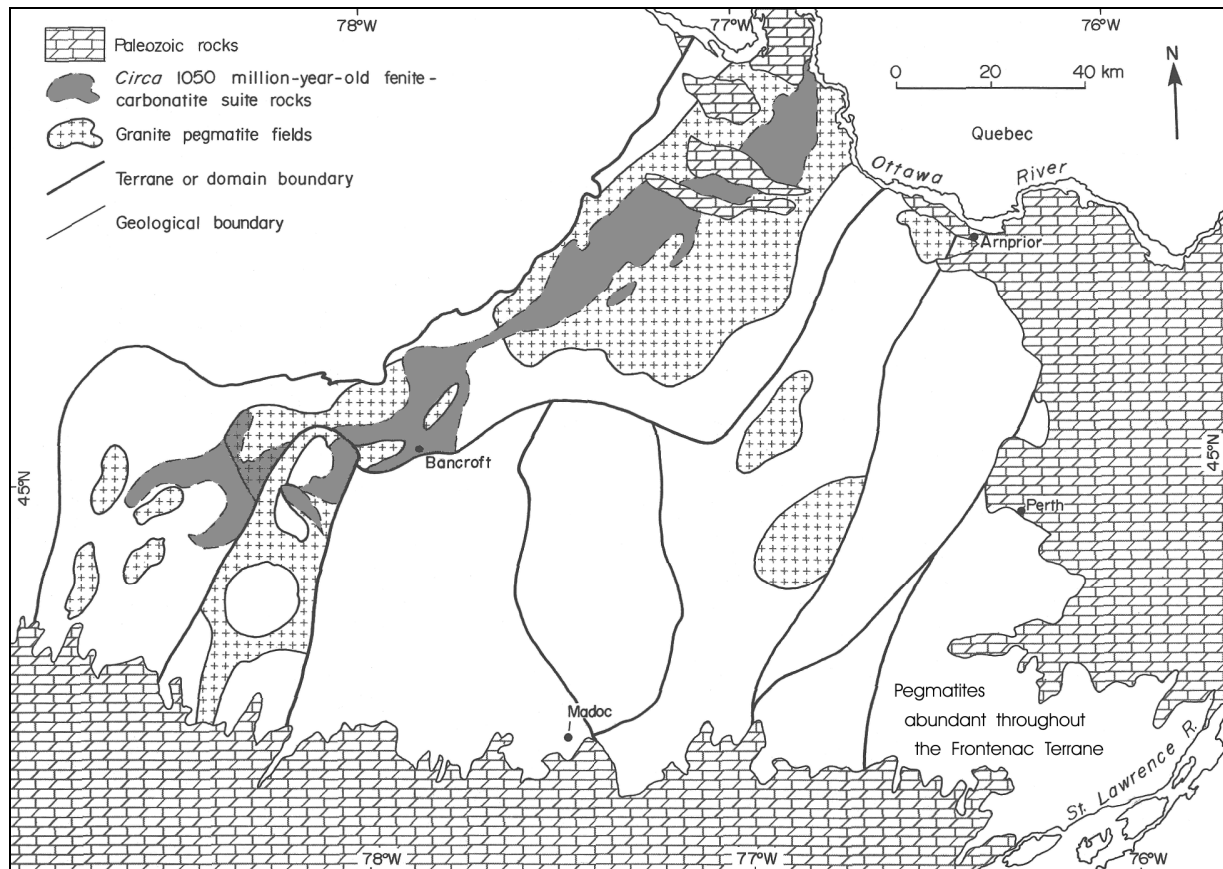 78°W
77°W
76°W
Paleozoic rocks
Circa 1050 million-year-old fenite-
carbonatite suite rocks
Granite pegmatite fields
Terrane or domain boundary
Geological boundary
0 20 40 km
N
Quebec
Ottawa River
Arnprior
Bancroft
45°N
45°N
Perth
Madoc
Pegmatites
abundant throughout
the Frontenac Terrane
St. Lawrence R.
78°W
77°W
76°W